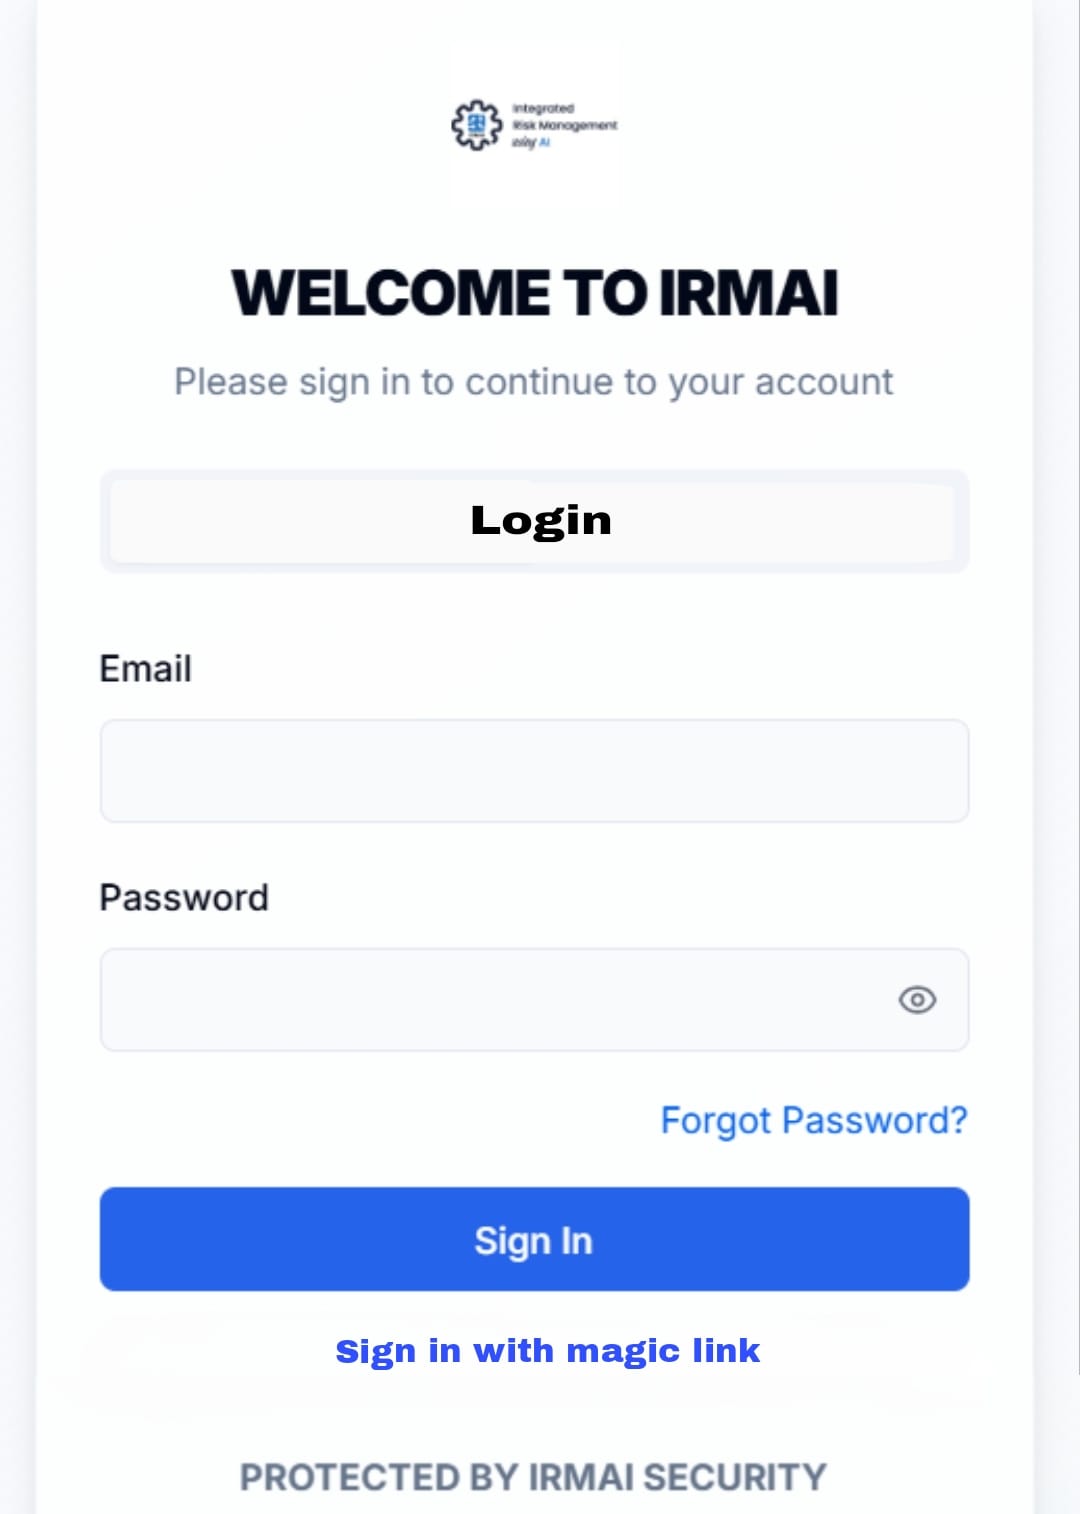 Integrated
Risk Management
using AI
WELCOME TO IRMAI
Please sign in to continue to your account
Login
Email
Password
Forgot Password?
Sign In
Sign in with magic link
PROTECTED BY IRMAI SECURITY